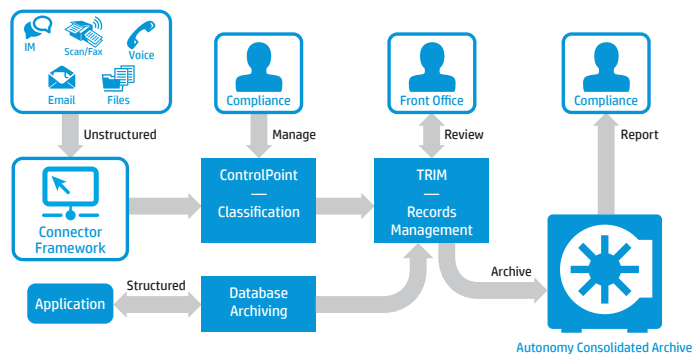 IM
Scan/Fax
Voice
Email
Files
Compliance
Front Office
Compliance
Unstructured
Manage
Review
Report
Connector
Framework
ControlPoint
—
Classification
TRIM
—
Records
Management
Application
Structured
Database
Archiving
Archive
Autonomy Consolidated Archive